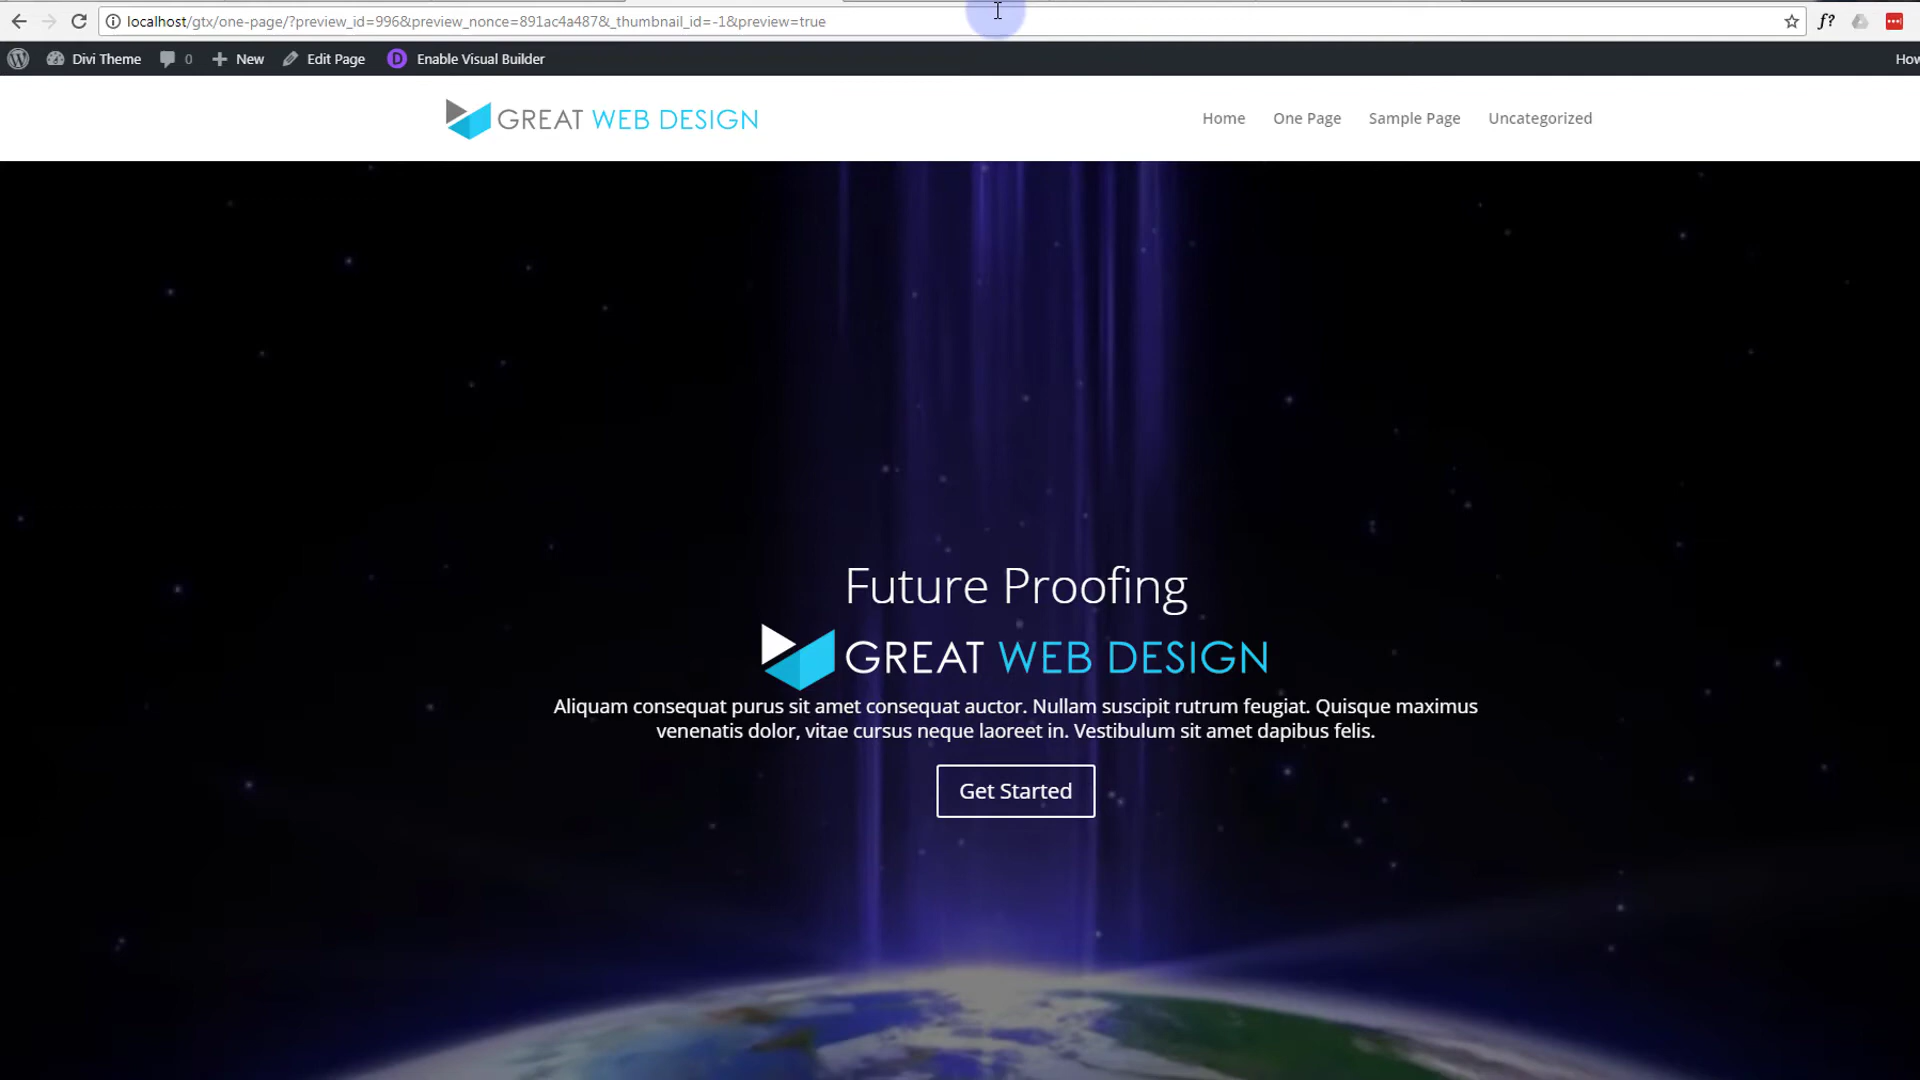 localhost/gtx/one-page/?preview_id=996&preview_nonce=891ac4a487&_thumbnail_id=-1&preview=true
f?
Divi Theme 0 New Edit Page D Enable Visual Builder How
GREAT WEB DESIGN
Home One Page Sample Page Uncategorized
Future Proofing
GREAT WEB DESIGN
Aliquam consequat purus sit amet consequat auctor. Nullam suscipit rutrum feugiat. Quisque maximus
venenatis dolor, vitae cursus neque laoreet in. Vestibulum sit amet dapibus felis.
Get Started